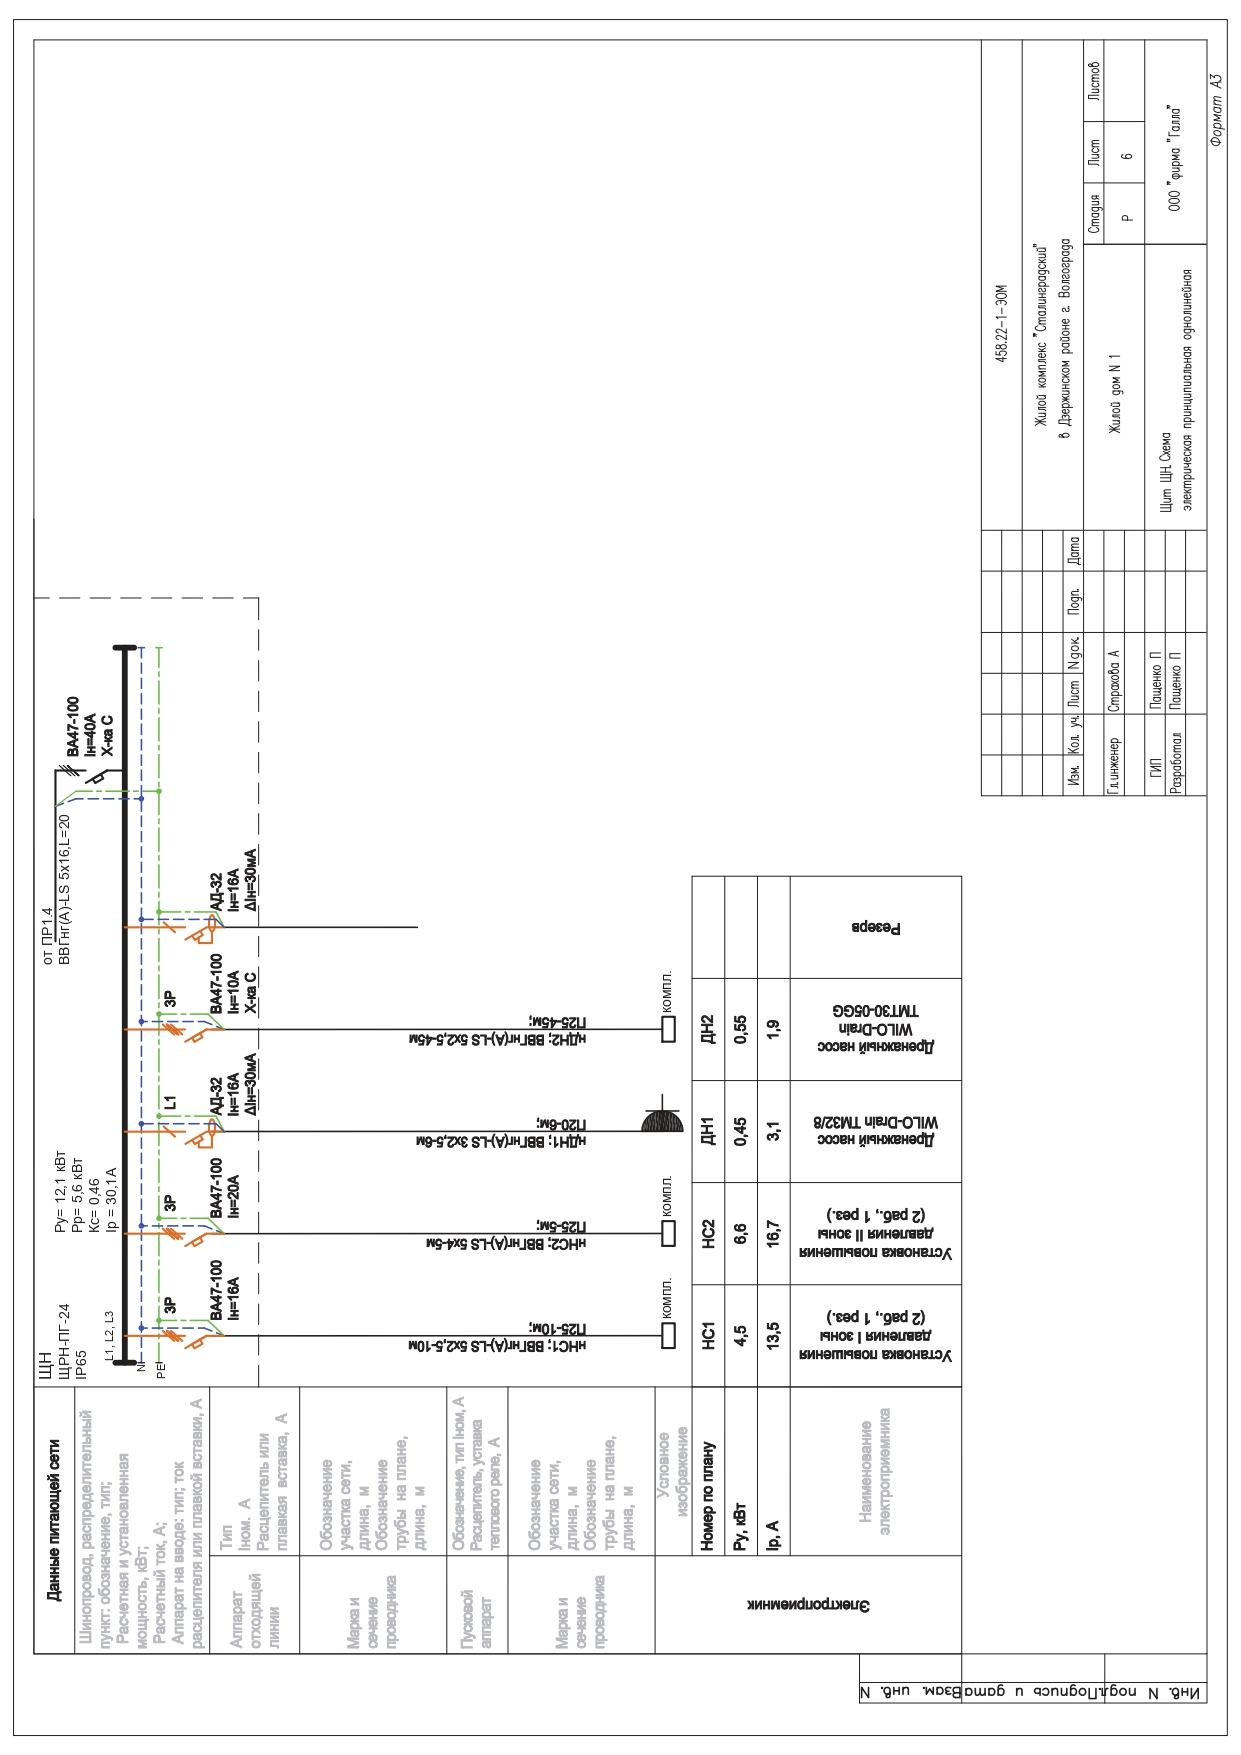 Данные питающей сети
Шинопровод, распределительный
пункт: обозначение, тип;
Расчетная и установленная
мощность, кВт;
Расчетный ток, А;
Аппарат на вводе: тип; ток
расцепителя или плавкой вставки, А
Аппарат
отходящей
линии
Тип
Iном. А
Расцепитель или
плавкая вставка, А
Марка и
сечение
проводника
Обозначение
участка сети,
длина, м
Обозначение
трубы на плане,
длина, м
Пусковой
аппарат
Обозначение, тип Iном, А
Расцепитель, уставка
теплового реле, А
Марка и
сечение
проводника
Обозначение
участка сети,
длина, м
Обозначение
трубы на плане,
длина, м
Электроприемник
Условное
изображение
Номер по плану
Ру, кВт
Iр, А
Наименование
электроприемника
ЩН
ЩРН-ПГ-24
IP65
L1, L2, L3
N
PE
Ру= 12,1 кВт
Рр= 5,6 кВт
Кс= 0,46
Iр = 30,1А
от ПР1.4
ВВГнг(А)-LS 5х16,L=20
ВА47-100
Iн=40А
Х-ка С
3Р
ВА47-100
Iн=16А
3Р
ВА47-100
Iн=20А
L1
АД-32
Iн=16А
ΔIн=30мА
3Р
ВА47-100
Iн=10А
Х-ка С
АД-32
Iн=16А
ΔIн=30мА
нНС1; ВВГнг(А)-LS 5х2,5-10м
П25-10м;
нНС2; ВВГнг(А)-LS 5х4-5м
П25-5м;
нДН1; ВВГнг(А)-LS 3х2,5-6м
П20-6м;
нДН2; ВВГнг(А)-LS 5х2,5-45м
П25-45м;
компл.
компл.
компл.
НС1
НС2
ДН1
ДН2
4,5
6,6
0,45
0,55
13,5
16,7
3,1
1,9
Установка повышения
давления I зоны
(2 раб., 1 рез.)
Установка повышения
давления II зоны
(2 раб., 1 рез.)
Дренажный насос
WILO-Drain TM32/8
Дренажный насос
WILO-Drain
TMT30-05GG
Резерв
458.22-1-ЭОМ
Жилой комплекс "Сталинградский"
в Дзержинском районе г. Волгограда
Изм.
Кол. уч.
Лист
N док.
Подп.
Дата
Гл.инженер
Страхова А
ГИП
Пащенко П
Разработал
Пащенко П
Жилой дом N 1
Стадия
Лист
Листов
Р
6
Щит ЩН. Схема
электрическая принципиальная однолинейная
ООО "фирма "Галла"
Формат А3
Инв. N подл.
Подпись и дата
Взам. инв. N